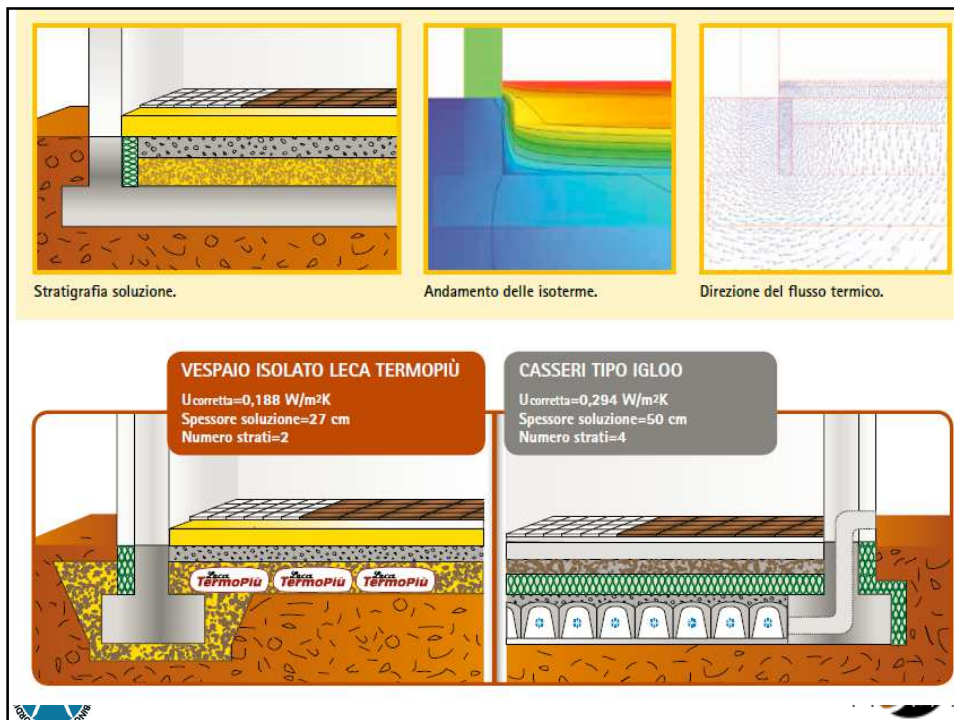 Stratigrafia soluzione.
Andamento delle isoterme.
Direzione del flusso termico.
VESPAIO ISOLATO LECA TERMOPIÙ
Ucorretta=0,188 W/m²K
Spessore soluzione=27 cm
Numero strati=2
CASSERI TIPO IGLOO
Ucorretta=0,294 W/m²K
Spessore soluzione=50 cm
Numero strati=4
Leca TermoPiù
Leca TermoPiù
Leca TermoPiù